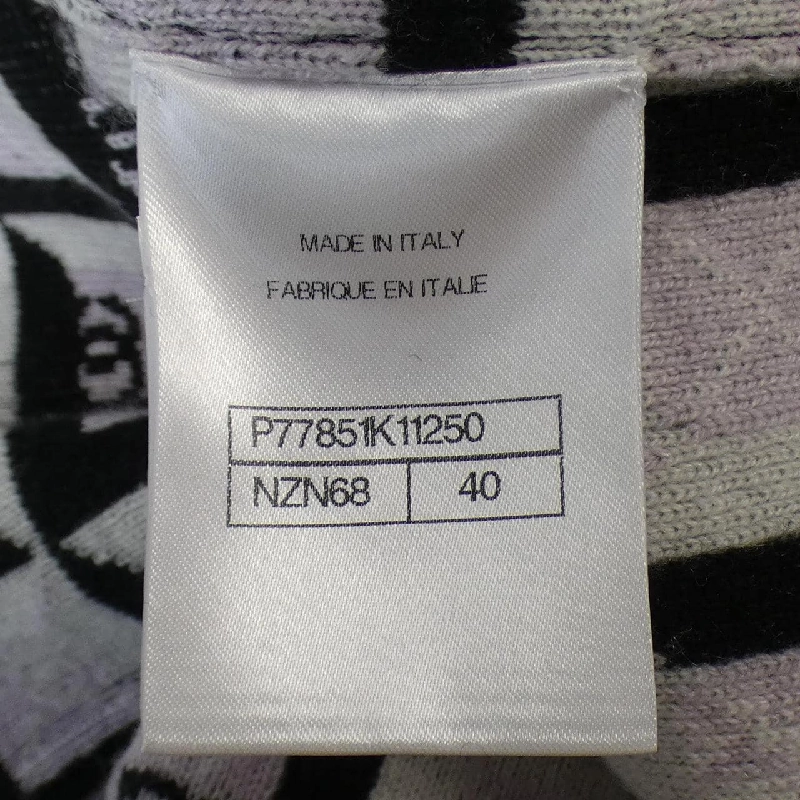 MADE IN ITALY
FABRIQUE EN ITALIE
P77851K11250
NZN68 40